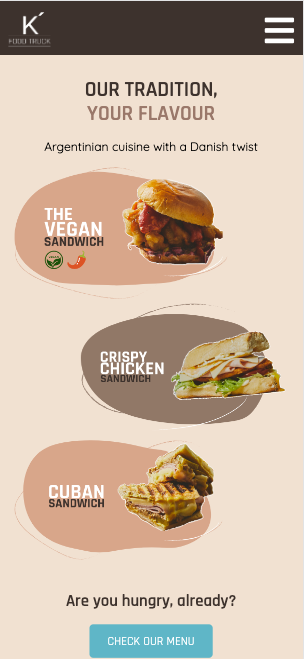 K´
FOOD TRUCK
OUR TRADITION,
YOUR FLAVOUR
Argentinian cuisine with a Danish twist
THE
VEGAN
SANDWICH
CRISPY
CHICKEN
SANDWICH
CUBAN
SANDWICH
Are you hungry, already?
CHECK OUR MENU